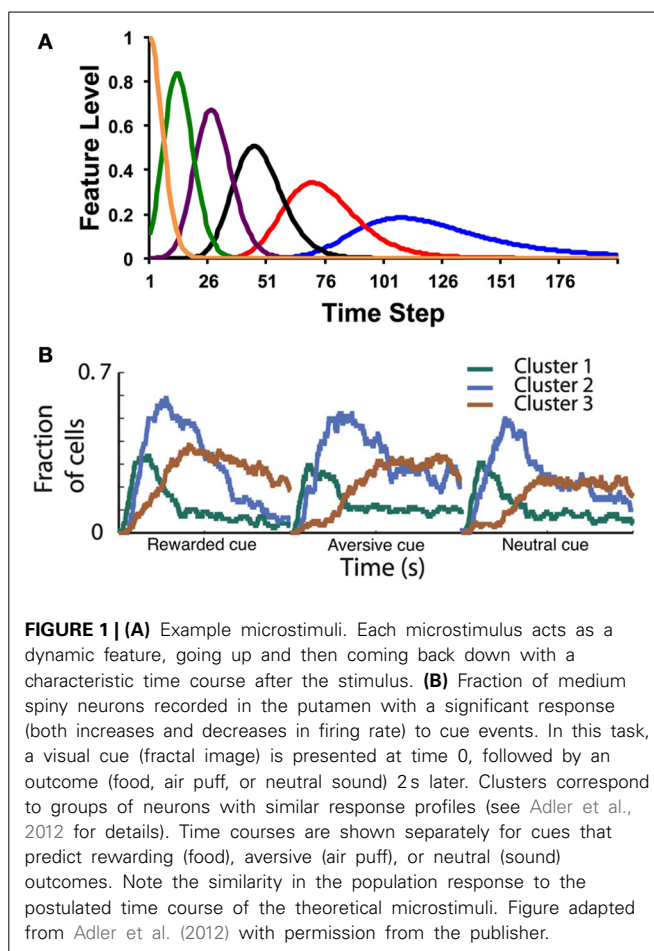 A
1
0.8
0.6
0.4
0.2
0
Feature Level
1 26 51 76 101 126 151 176
Time Step
B
0.7
0
Fraction
of cells
Cluster 1
Cluster 2
Cluster 3
Rewarded cue Aversive cue Neutral cue
Time (s)
FIGURE 1 | (A) Example microstimuli. Each microstimulus acts as a
dynamic feature, going up and then coming back down with a
characteristic time course after the stimulus. (B) Fraction of medium
spiny neurons recorded in the putamen with a significant response
(both increases and decreases in firing rate) to cue events. In this task,
a visual cue (fractal image) is presented at time 0, followed by an
outcome (food, air puff, or neutral sound) 2 s later. Clusters correspond
to groups of neurons with similar response profiles (see Adler et al.,
2012 for details). Time courses are shown separately for cues that
predict rewarding (food), aversive (air puff), or neutral (sound)
outcomes. Note the similarity in the population response to the
postulated time course of the theoretical microstimuli. Figure adapted
from Adler et al. (2012) with permission from the publisher.